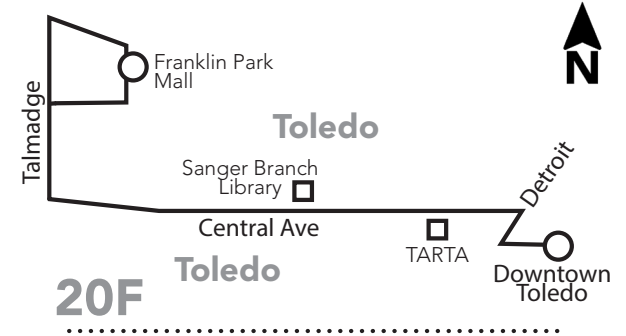 Franklin Park
Mall
N
Talmadge
Toledo
Detroit
Sanger Branch
Library
Central Ave
TARTA
Toledo
Downtown
Toledo
20F